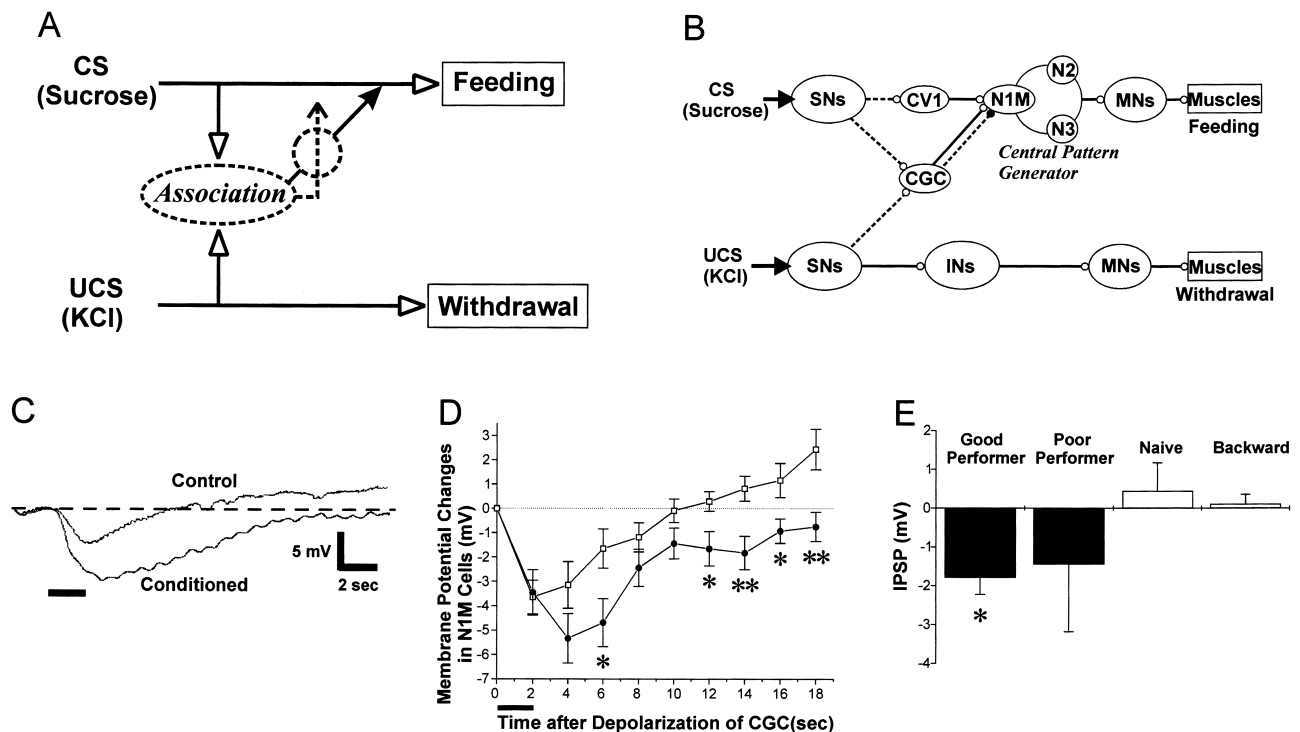 A
CS
(Sucrose)
Feeding
Association
UCS
(KCl)
Withdrawal
B
CS
(Sucrose)
SNs
CV1
N1M
N2
N3
MNs
Muscles
Feeding
Central Pattern
Generator
CGC
UCS
(KCl)
SNs
INs
MNs
Muscles
Withdrawal
C
Control
Conditioned
5 mV
2 sec
D
Membrane Potential Changes
in N1M Cells (mV)
3
2
1
0
-1
-2
-3
-4
-5
-6
-7
*
*
**
*
**
0 2 4 6 8 10 12 14 16 18
Time after Depolarization of CGC(sec)
E
IPSP (mV)
2
1
0
-1
-2
-3
-4
Good
Performer
Poor
Performer
Naive
Backward
*